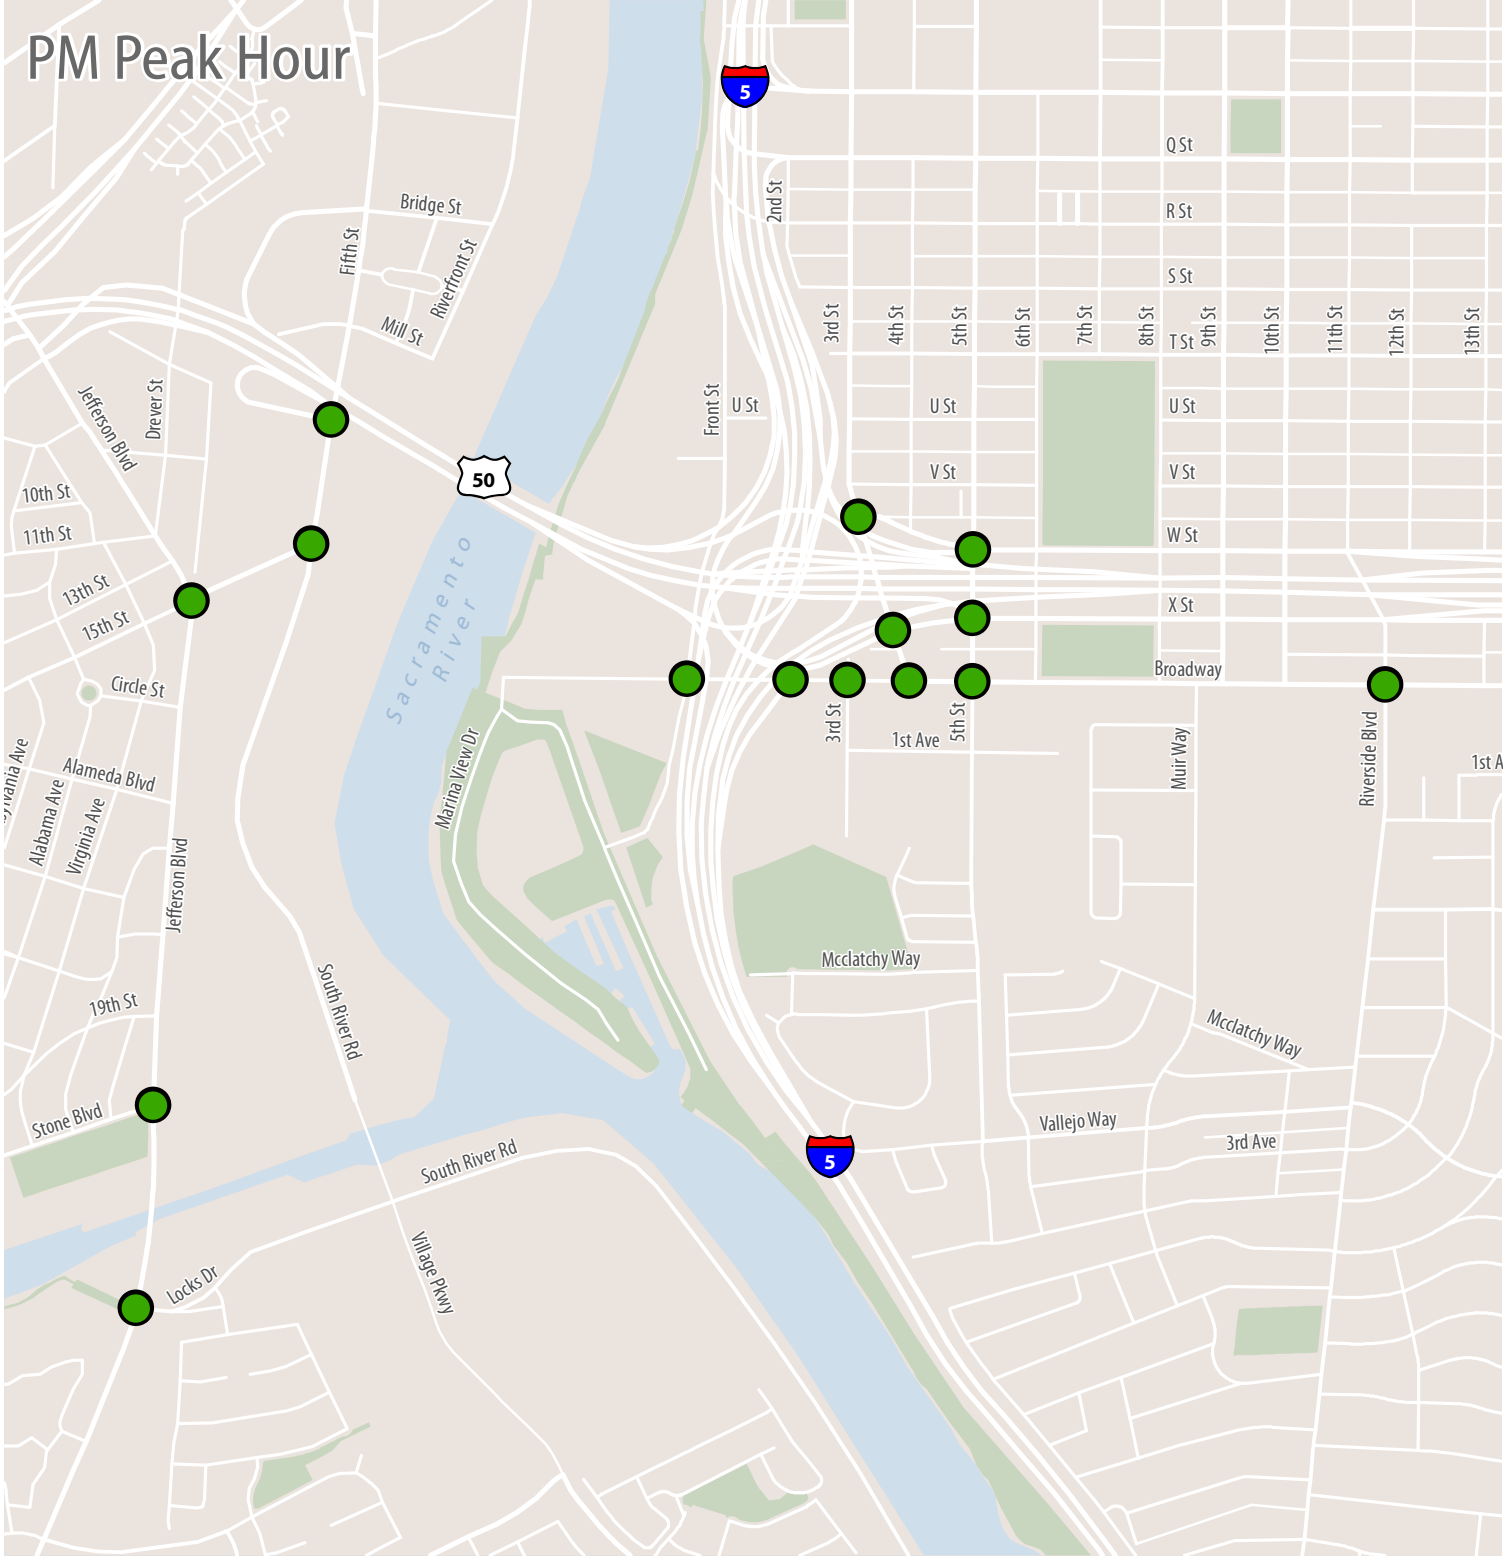 PM Peak Hour
5
Q St
2nd St
R St
Bridge St
Fifth St
Riverfront St
S St
Mill St
3rd St
4th St
5th St
6th St
7th St
8th St
9th St
10th St
11th St
12th St
13th St
T St
Jefferson Blvd
Drever St
Front St
U St
U St
U St
50
V St
V St
10th St
11th St
W St
Sacramento
River
13th St
15th St
X St
Broadway
Circle St
3rd St
5th St
1st Ave
Muir Way
Riverside Blvd
1st A
Marina View Dr
ylvania Ave
Alameda Blvd
Alabama Ave
Virginia Ave
Jefferson Blvd
Mcclatchy Way
South River Rd
19th St
Mcclatchy Way
Stone Blvd
Vallejo Way
3rd Ave
5
South River Rd
Village Pkwy
Locks Dr